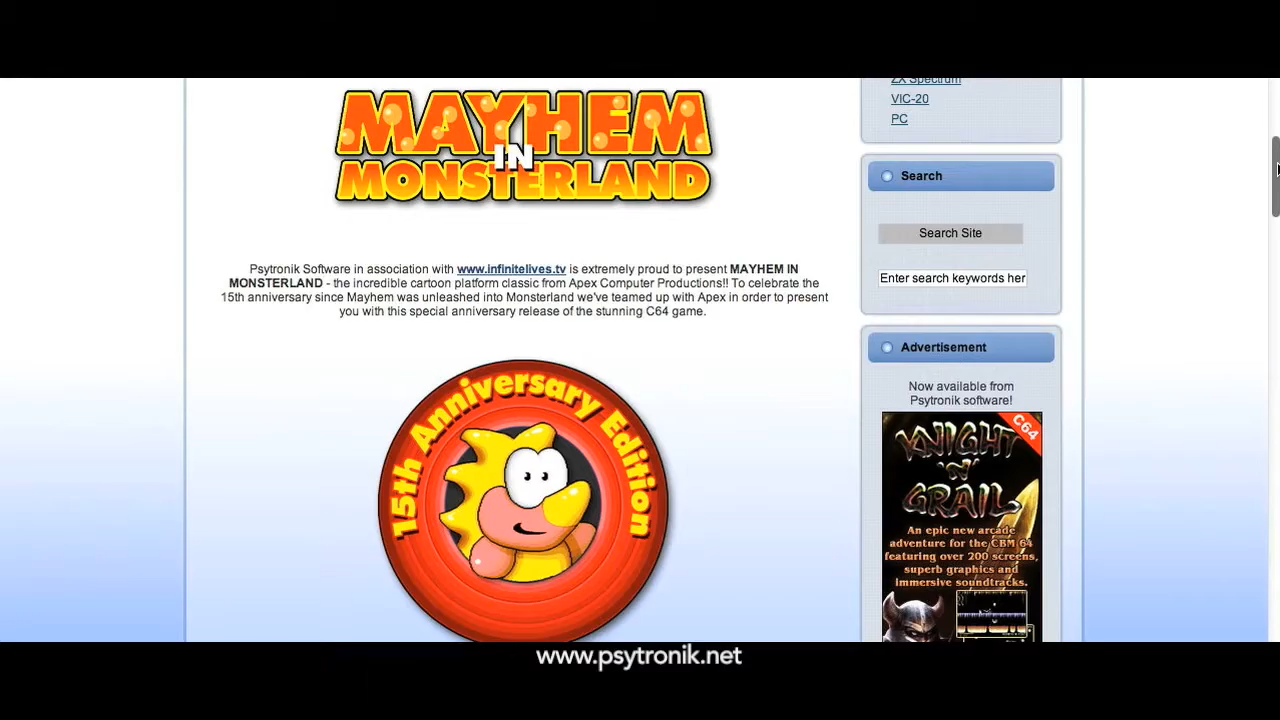 MAYHEM
IN
MONSTERLAND
Psytronik Software in association with www.infinitelives.tv is extremely proud to present MAYHEM IN
MONSTERLAND - the incredible cartoon platform classic from Apex Computer Productions!! To celebrate the
15th anniversary since Mayhem was unleashed into Monsterland we've teamed up with Apex in order to present
you with this special anniversary release of the stunning C64 game.
15th Anniversary Edition
ZX Spectrum
VIC-20
PC
Search
Search Site
Enter search keywords her
Advertisement
Now available from
Psytronik software!
C64
KNIGHT
'N'
GRAIL
An epic new arcade
adventure for the CBM 64
featuring over 200 screens,
superb graphics and
immersive soundtracks.
www.psytronik.net